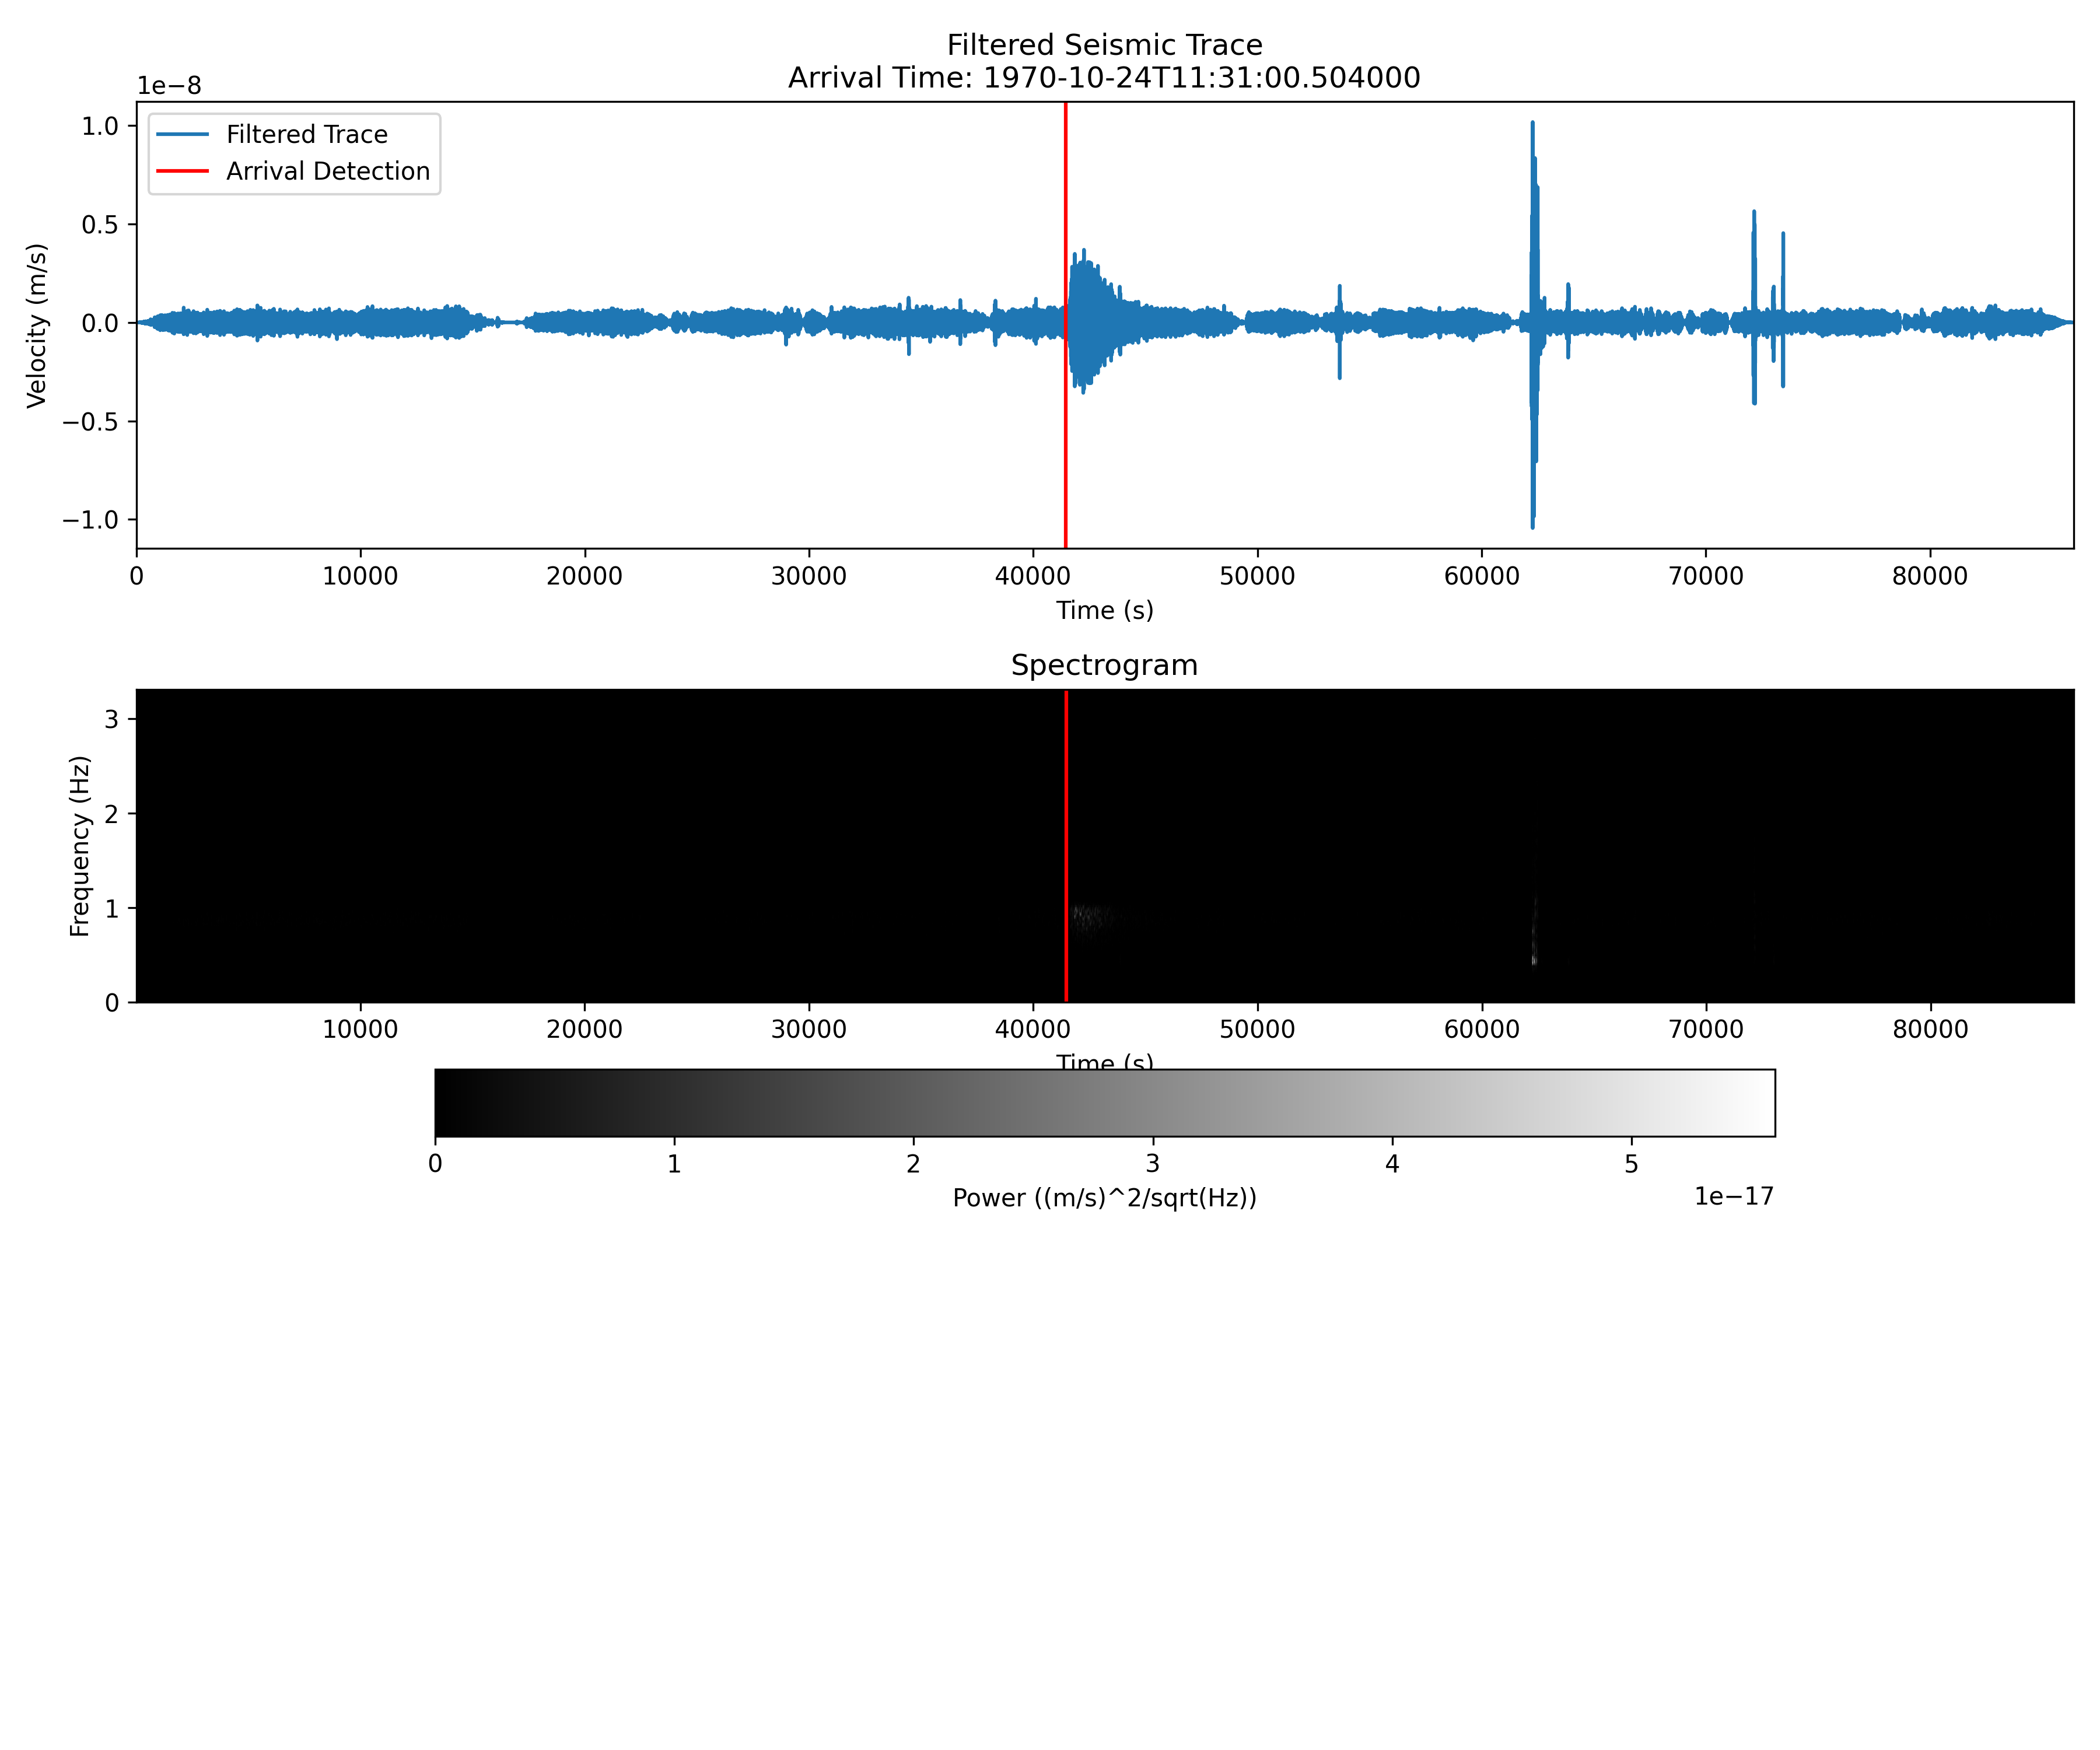 Filtered Seismic Trace
Arrival Time: 1970-10-24T11:31:00.504000
1e−8
Filtered Trace
Arrival Detection
1.0
0.5
0.0
−0.5
−1.0
Velocity (m/s)
0 10000 20000 30000 40000 50000 60000 70000 80000
Time (s)
Spectrogram
3
2
1
0
Frequency (Hz)
10000 20000 30000 40000 50000 60000 70000 80000
Time (s)
0 1 2 3 4 5
1e−17
Power ((m/s)^2/sqrt(Hz))